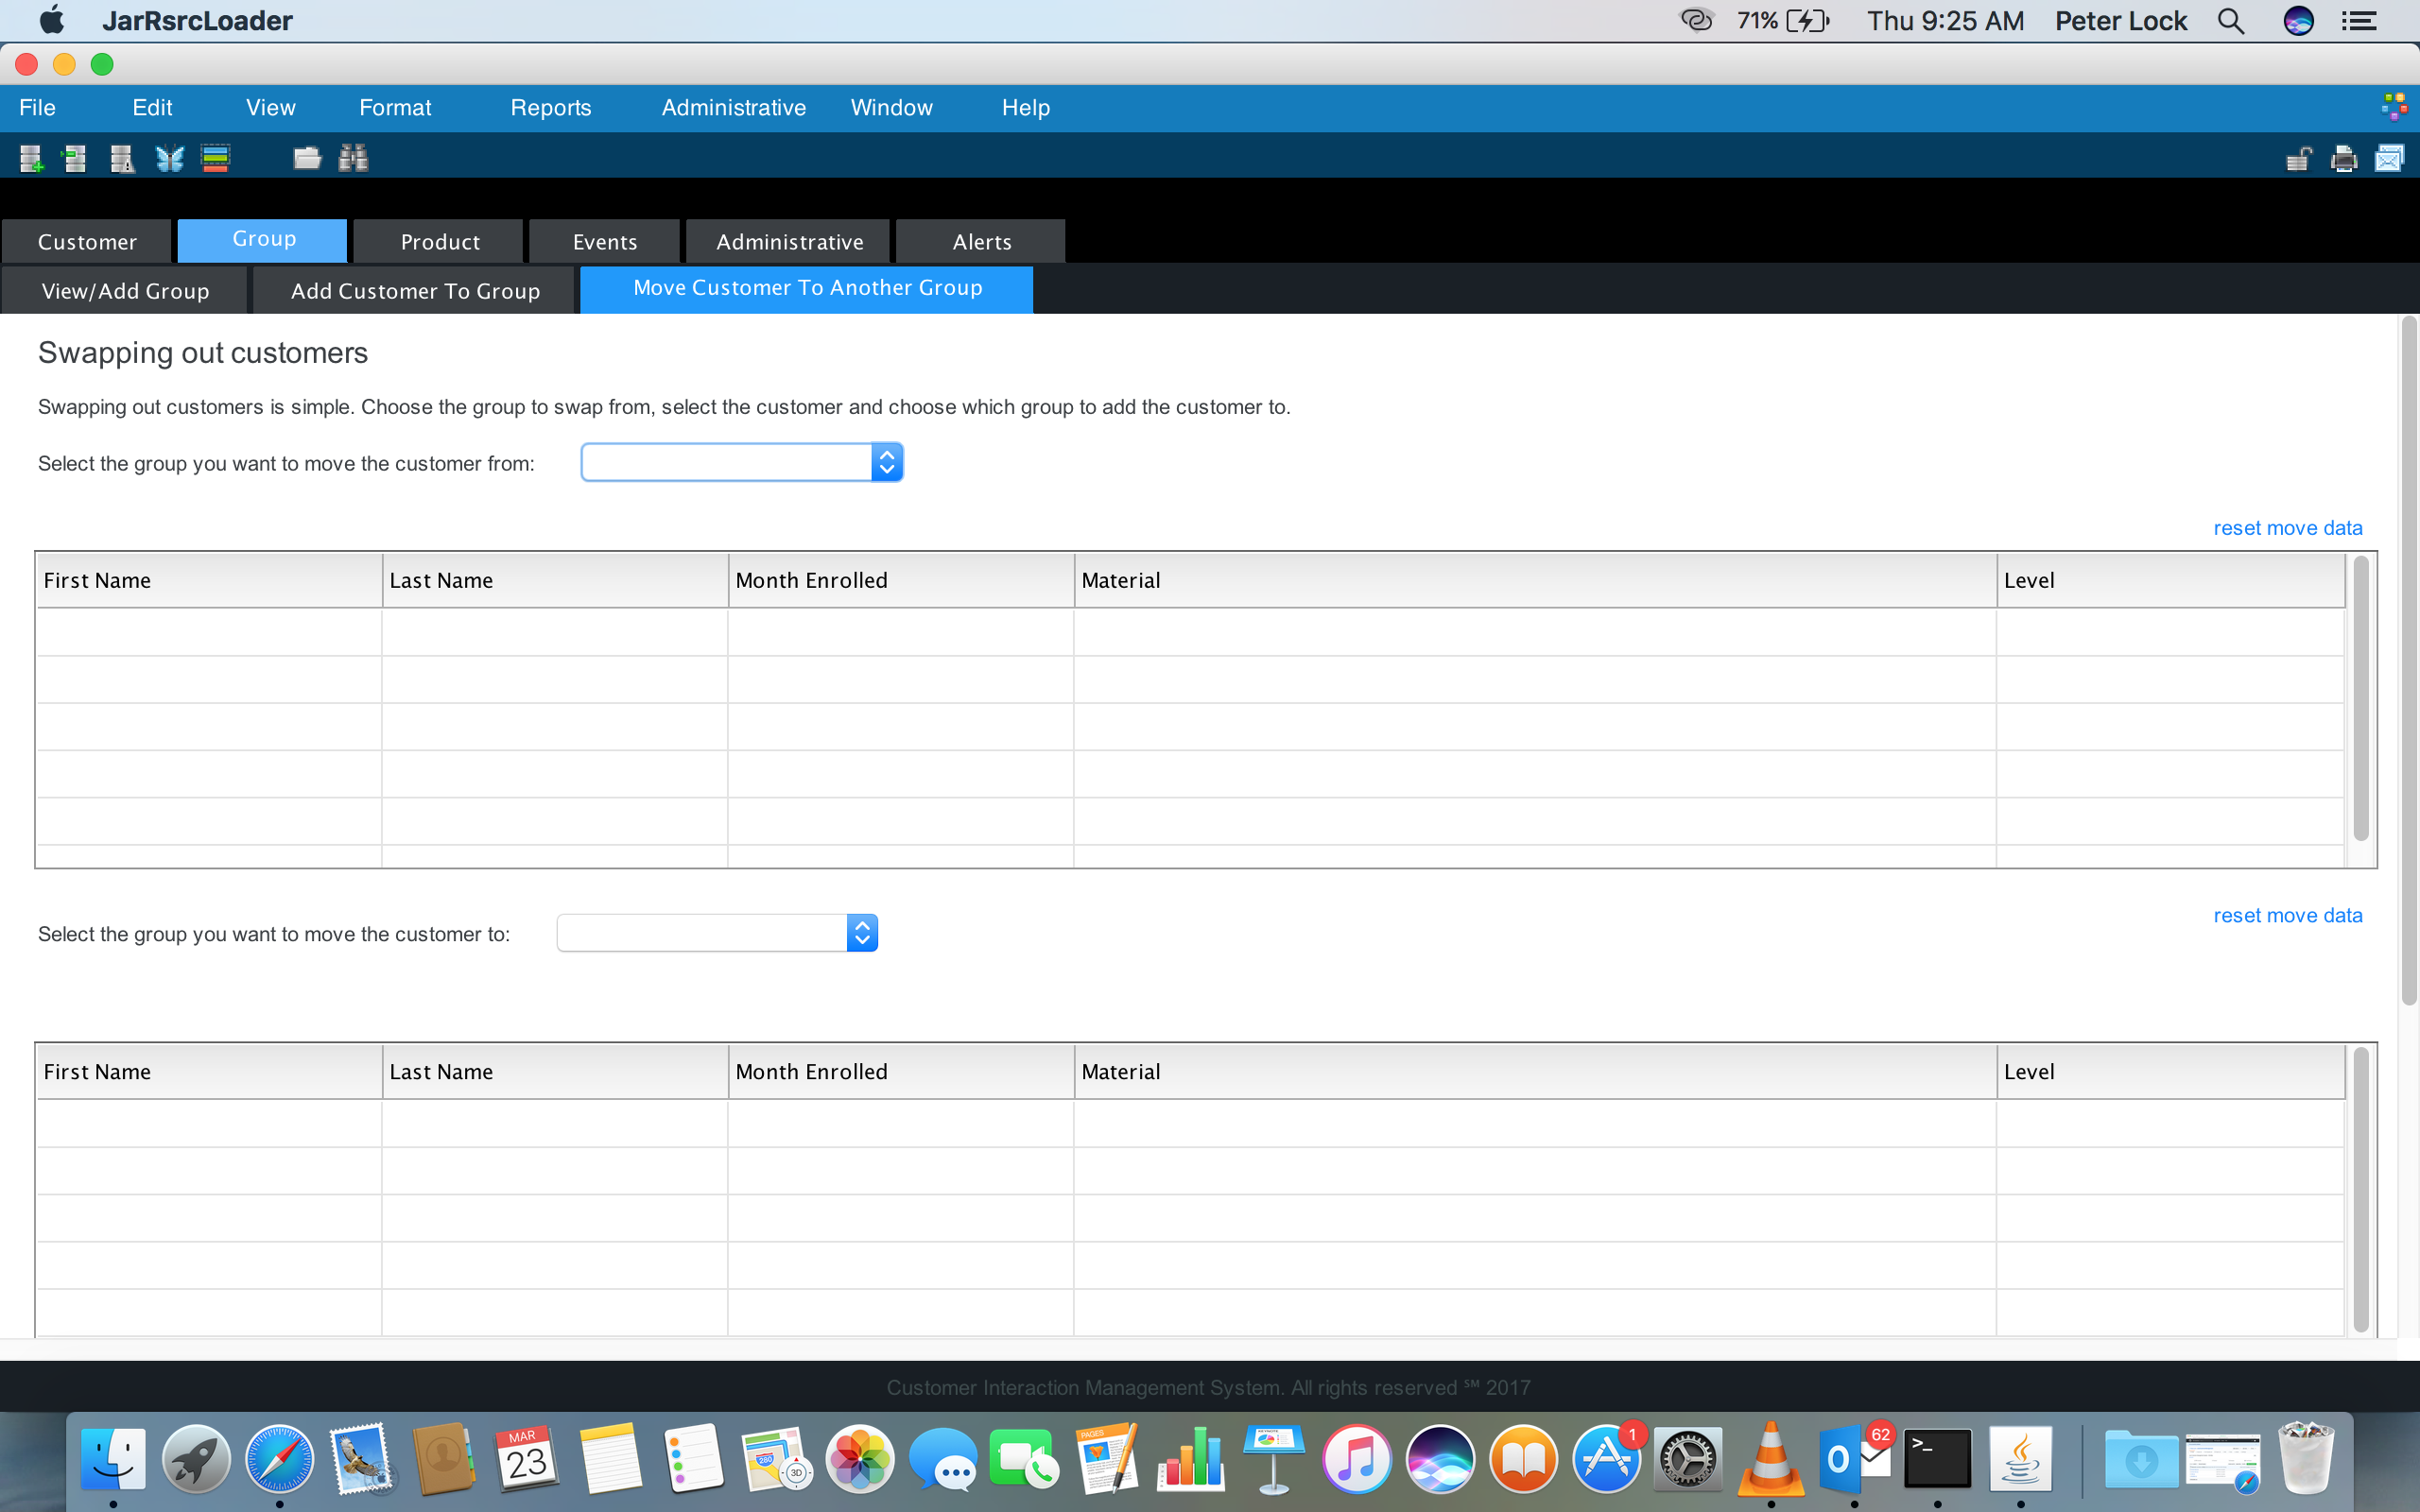 JarRsrcLoader
71%
Thu 9:25 AM
Peter Lock
File
Edit
View
Format
Reports
Administrative
Window
Help
Customer
Group
Product
Events
Administrative
Alerts
View/Add Group
Add Customer To Group
Move Customer To Another Group
Swapping out customers
Swapping out customers is simple. Choose the group to swap from, select the customer and choose which group to add the customer to.
Select the group you want to move the customer from:
reset move data
First Name
Last Name
Month Enrolled
Material
Level
Select the group you want to move the customer to:
reset move data
First Name
Last Name
Month Enrolled
Material
Level
Customer Interaction Management System. All rights reserved ℠ 2017
MAR
23
280
3D
PAGES
1
O
62
>_